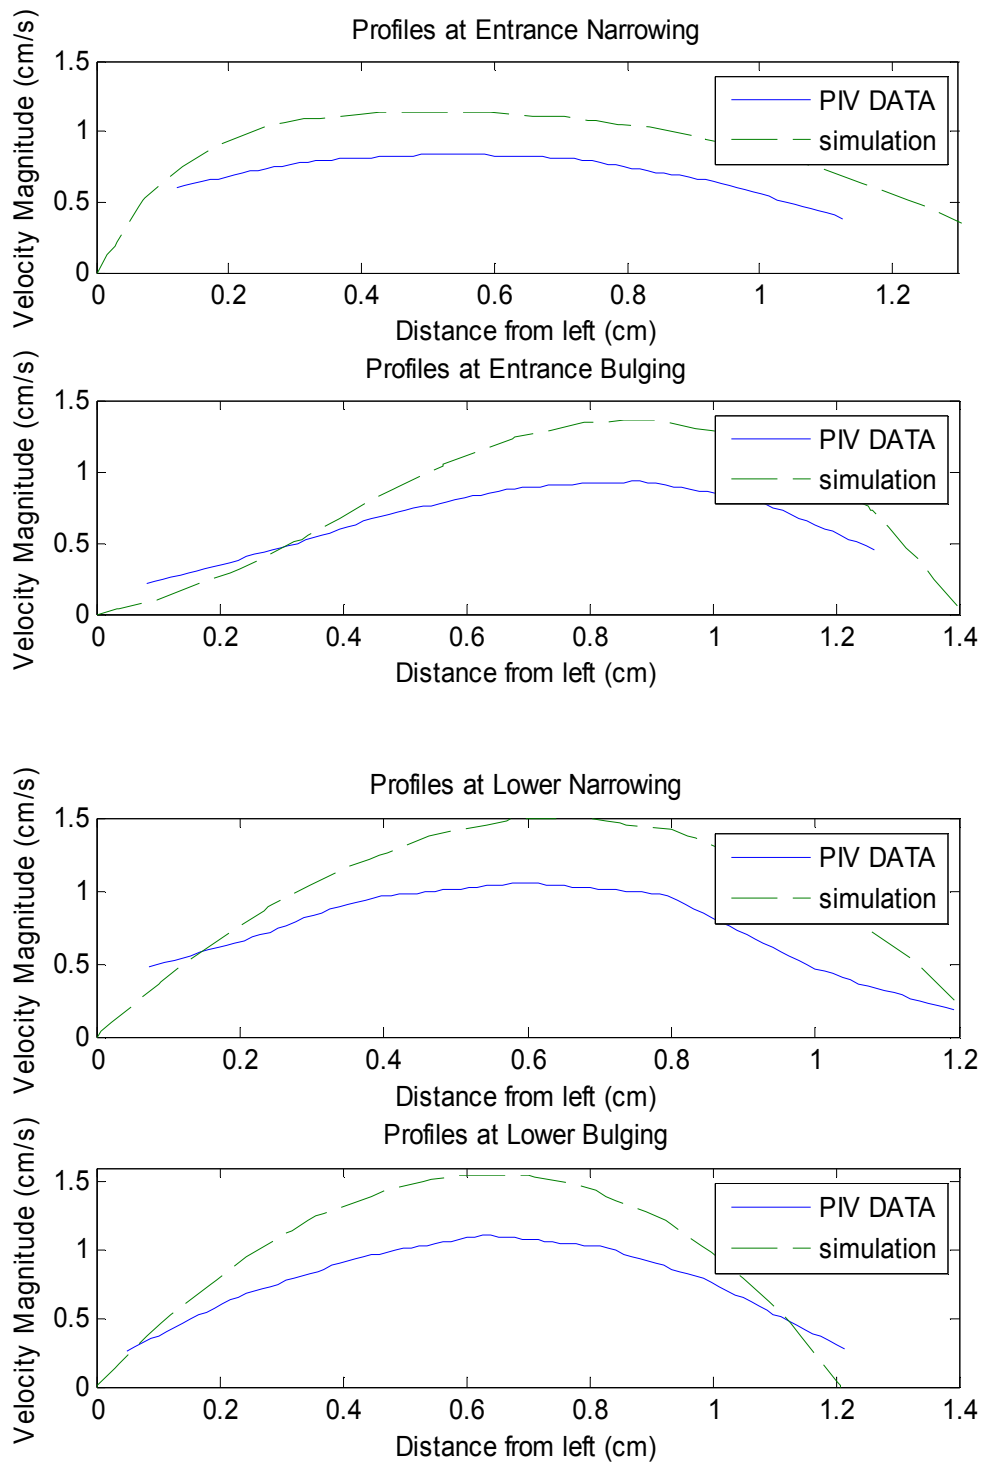 Profiles at Entrance Narrowing
Velocity Magnitude (cm/s)
1.5
1
0.5
0
PIV DATA
simulation
0 0.2 0.4 0.6 0.8 1 1.2
Distance from left (cm)
Profiles at Entrance Bulging
Velocity Magnitude (cm/s)
1.5
1
0.5
0
PIV DATA
simulation
0 0.2 0.4 0.6 0.8 1 1.2 1.4
Distance from left (cm)
Profiles at Lower Narrowing
Velocity Magnitude (cm/s)
1.5
1
0.5
0
PIV DATA
simulation
0 0.2 0.4 0.6 0.8 1 1.2
Distance from left (cm)
Profiles at Lower Bulging
Velocity Magnitude (cm/s)
1.5
1
0.5
0
PIV DATA
simulation
0 0.2 0.4 0.6 0.8 1 1.2 1.4
Distance from left (cm)